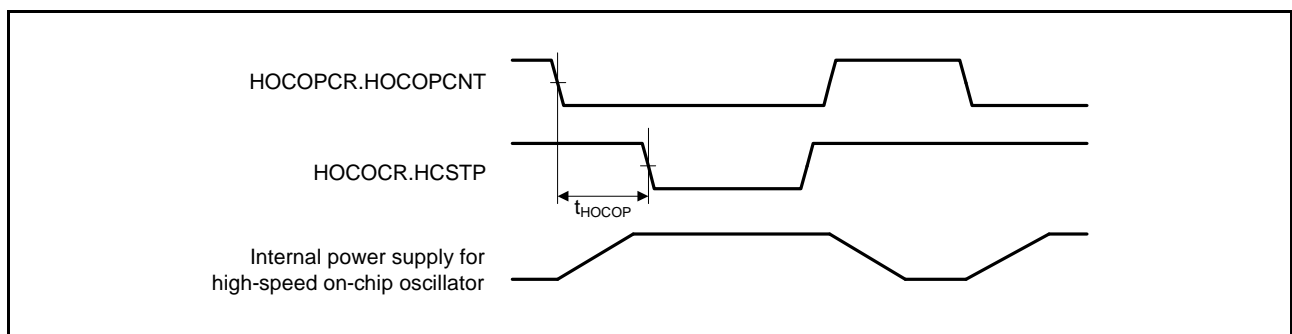 HOCOPCR.HOCOPCNT
HOCOCR.HCSTP
tHOCOP
Internal power supply for
high-speed on-chip oscillator